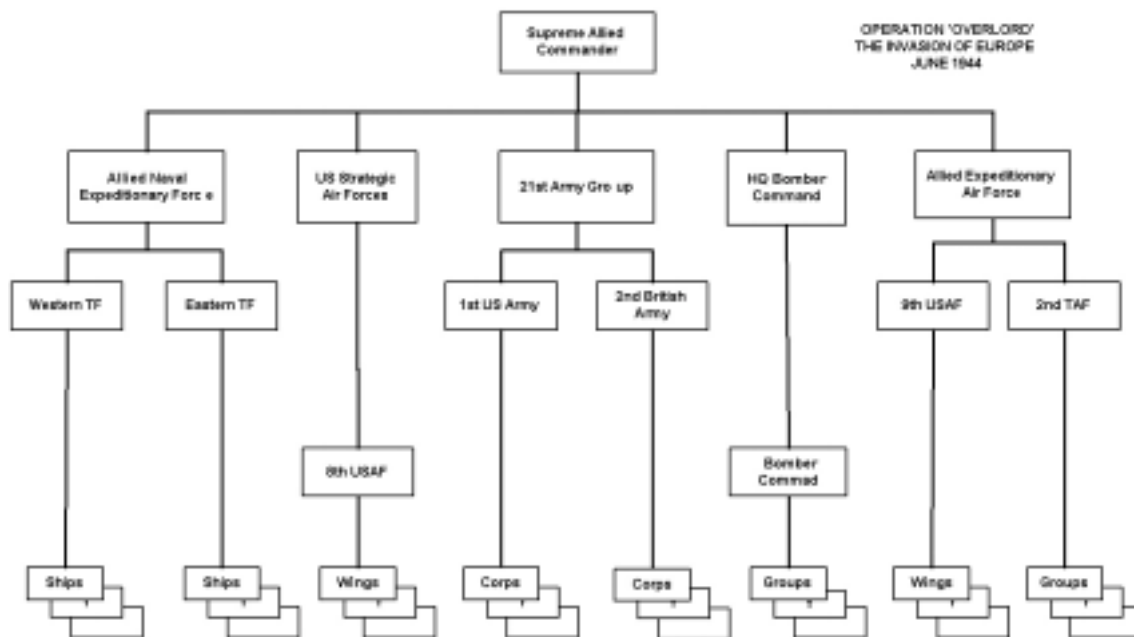 Supreme Allied
Commander
OPERATION 'OVERLORD'
THE INVASION OF EUROPE
JUNE 1944
Allied Naval
Expeditionary Forc e
US Strategic
Air Forces
21st Army Gro up
HQ Bomber
Command
Allied Expeditionary
Air Force
Western TF
Eastern TF
1st US Army
2nd British
Army
9th USAF
2nd TAF
8th USAF
Bomber
Commad
Ships
Ships
Wings
Corps
Corps
Groups
Wings
Groups